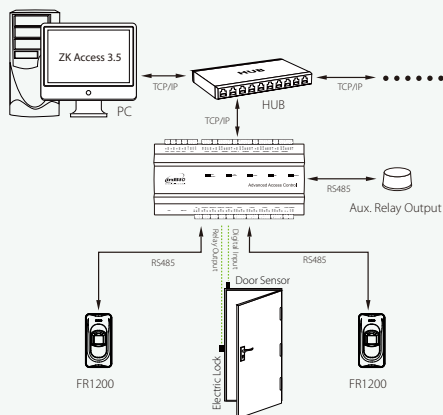 ZK Access 3.5
PC
TCP/IP
HUB
HUB
TCP/IP
TCP/IP
Advanced Access Control
RS485
Aux. Relay Output
RS485
Relay Output
Digital Input
RS485
Door Sensor
Electric Lock
FR1200
FR1200